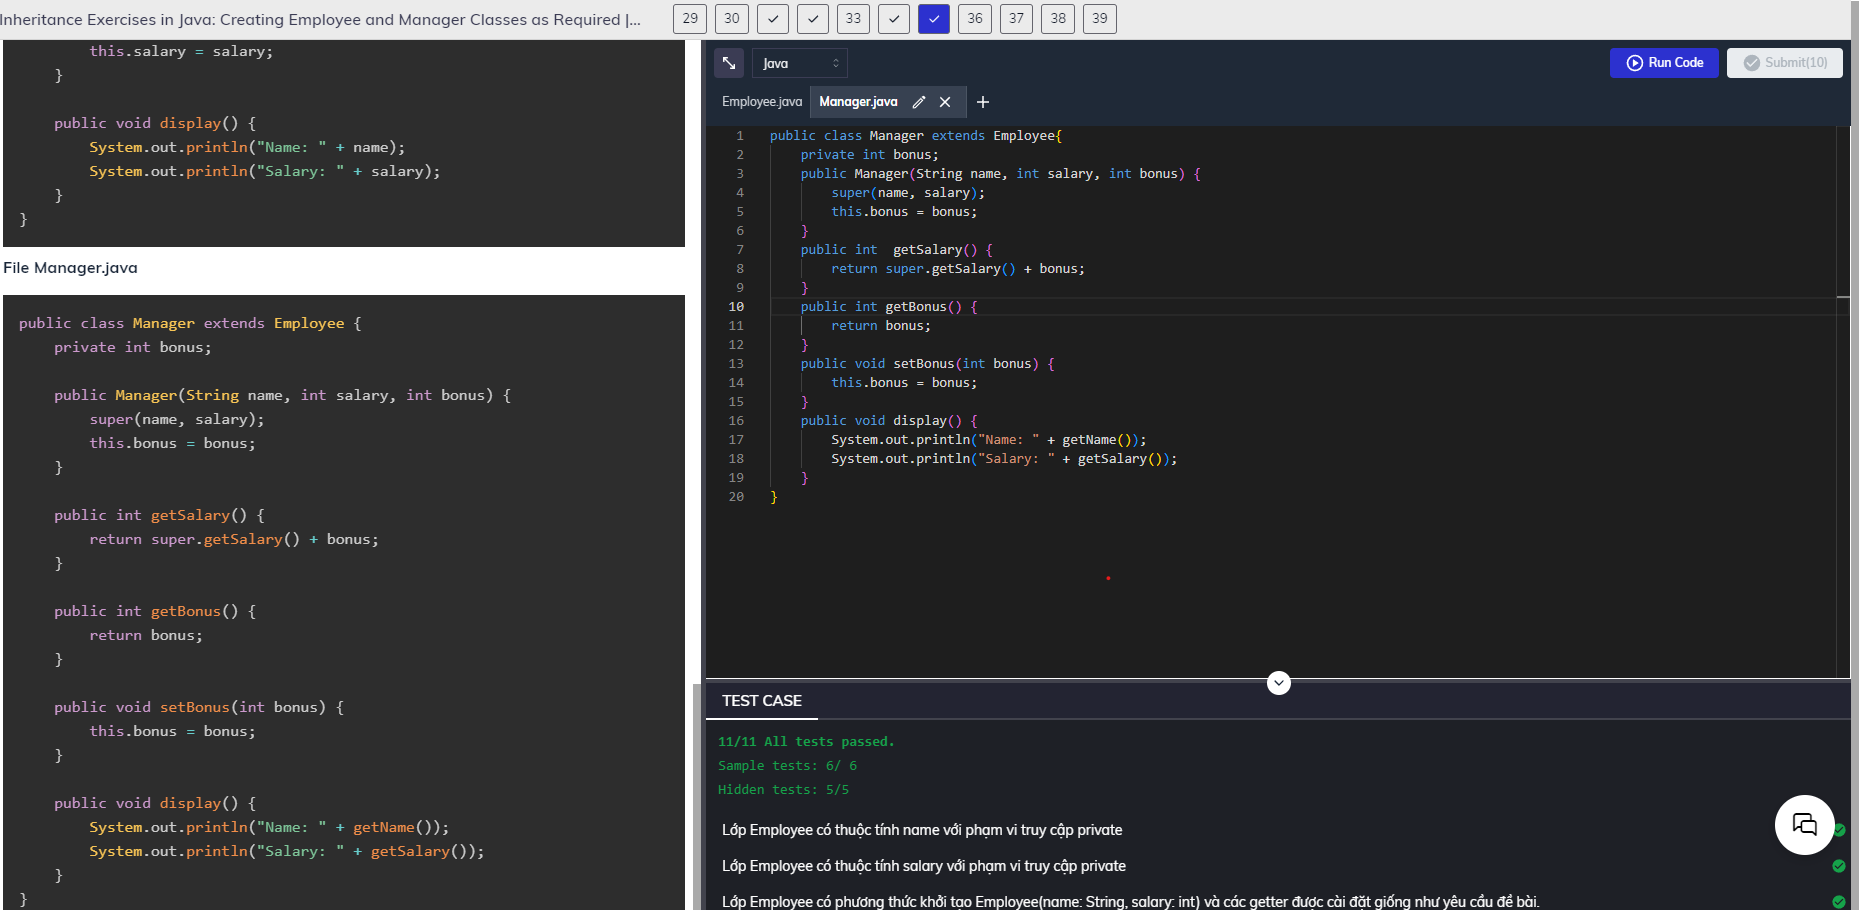 Inheritance Exercises in Java: Creating Employee and Manager Classes as Required |...
29 30 33 36 37 38 39
        this.salary = salary;
    }
    public void display() {
        System.out.println("Name: " + name);
        System.out.println("Salary: " + salary);
    }
}
File Manager.java
public class Manager extends Employee {
    private int bonus;
    public Manager(String name, int salary, int bonus) {
        super(name, salary);
        this.bonus = bonus;
    }
    public int getSalary() {
        return super.getSalary() + bonus;
    }
    public int getBonus() {
        return bonus;
    }
    public void setBonus(int bonus) {
        this.bonus = bonus;
    }
    public void display() {
        System.out.println("Name: " + getName());
        System.out.println("Salary: " + getSalary());
    }
}
Java
Run Code
Submit(10)
Employee.java Manager.java
1 public class Manager extends Employee{
2     private int bonus;
3     public Manager(String name, int salary, int bonus) {
4         super(name, salary);
5         this.bonus = bonus;
6     }
7     public int  getSalary() {
8         return super.getSalary() + bonus;
9     }
10     public int getBonus() {
11         return bonus;
12     }
13     public void setBonus(int bonus) {
14         this.bonus = bonus;
15     }
16     public void display() {
17         System.out.println("Name: " + getName());
18         System.out.println("Salary: " + getSalary());
19     }
20 }
TEST CASE
11/11 All tests passed.
Sample tests: 6/ 6
Hidden tests: 5/5
Lớp Employee có thuộc tính name với phạm vi truy cập private
Lớp Employee có thuộc tính salary với phạm vi truy cập private
Lớp Employee có phương thức khởi tạo Employee(name: String, salary: int) và các getter được cài đặt giống như yêu cầu đề bài.